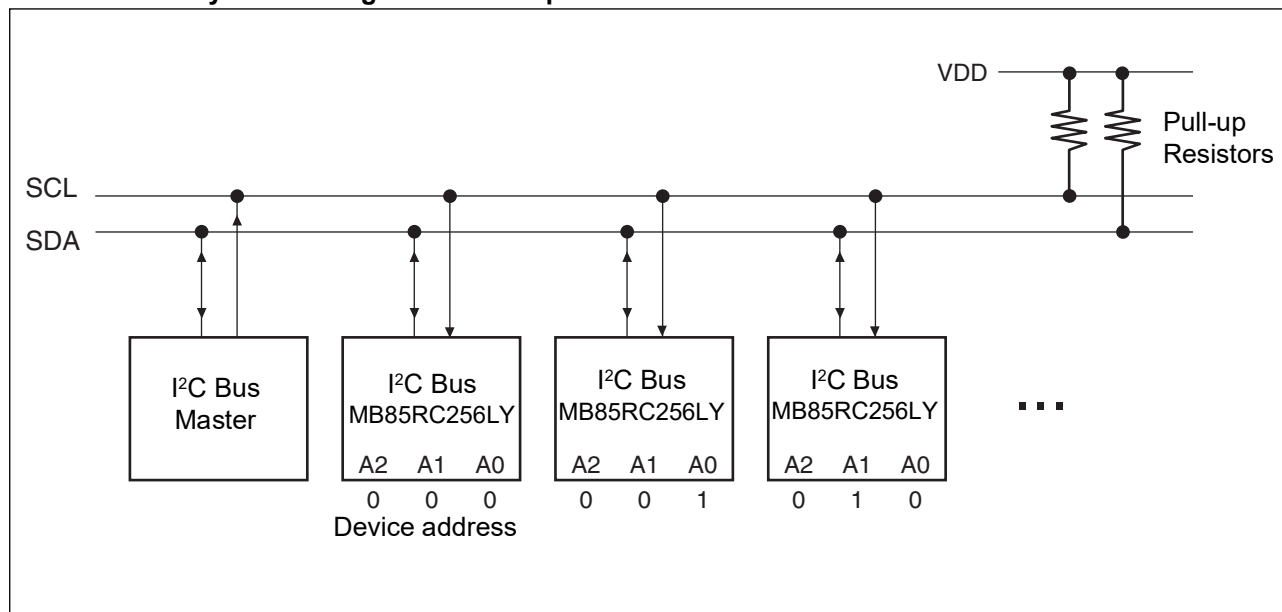 VDD
Pull-up
Resistors
SCL
SDA
I²C Bus
Master
I²C Bus
MB85RC256LY
A2 A1 A0
0 0 0
Device address
I²C Bus
MB85RC256LY
A2 A1 A0
0 0 1
I²C Bus
MB85RC256LY
A2 A1 A0
0 1 0
...